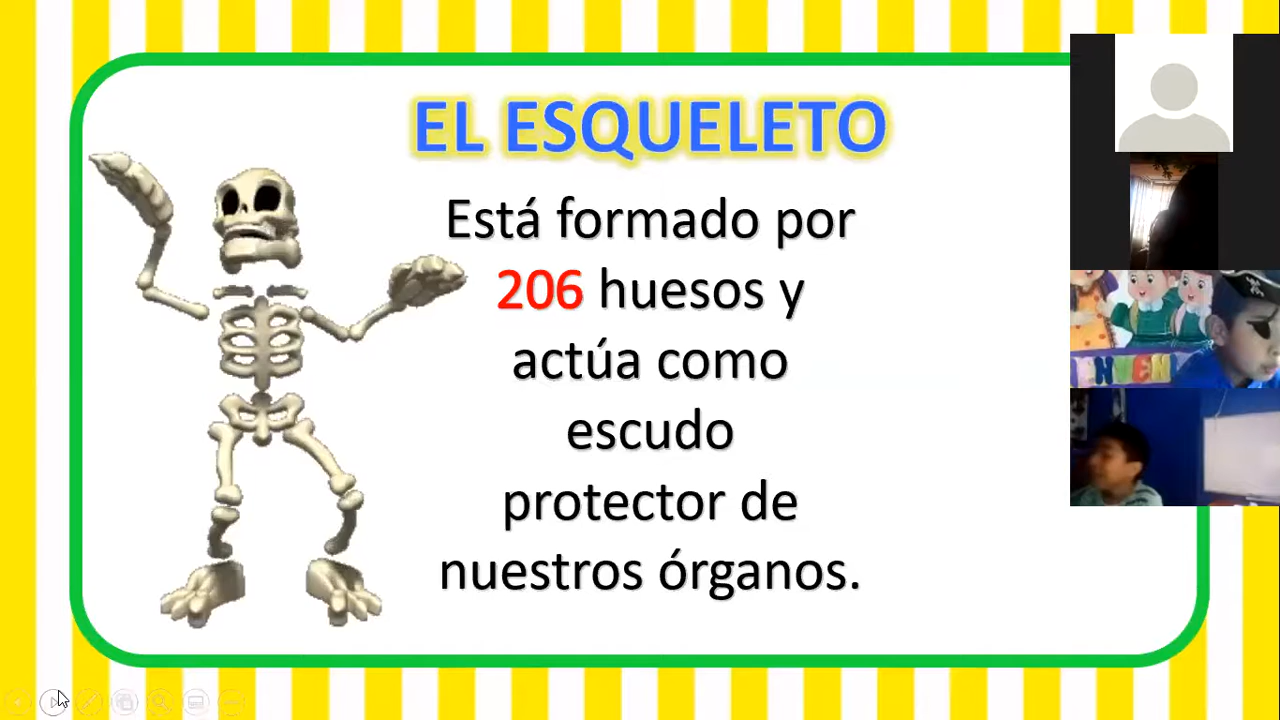 EL ESQUELETO
Está formado por
206 huesos y
actúa como
escudo
protector de
nuestros órganos.